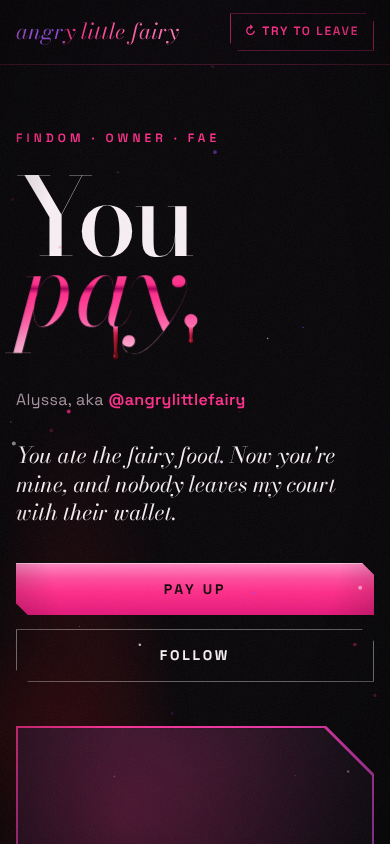 angry little fairy
↻ TRY TO LEAVE
FINDOM · OWNER · FAE
You
pay.
Alyssa, aka @angrylittlefairy
You ate the fairy food. Now you're
mine, and nobody leaves my court
with their wallet.
PAY UP
FOLLOW